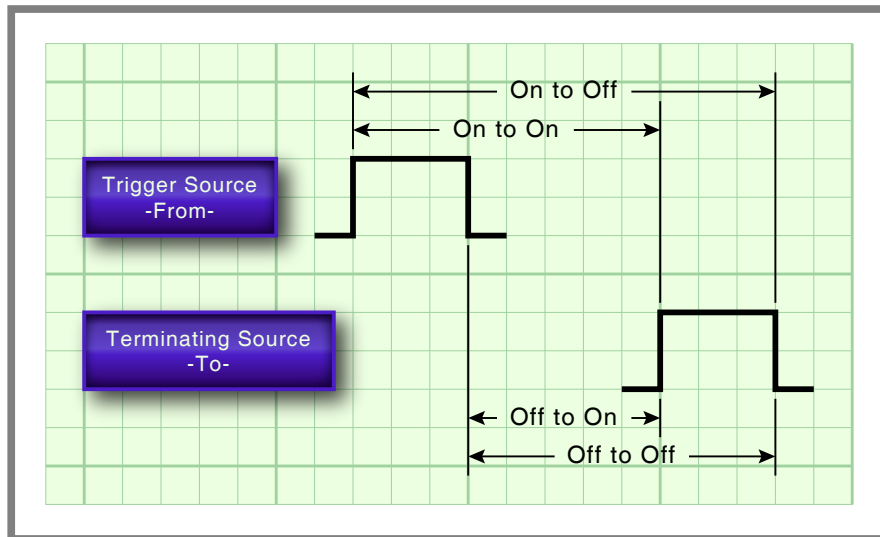 On to Off
On to On
Trigger Source
-From-
Terminating Source
-To-
Off to On
Off to Off